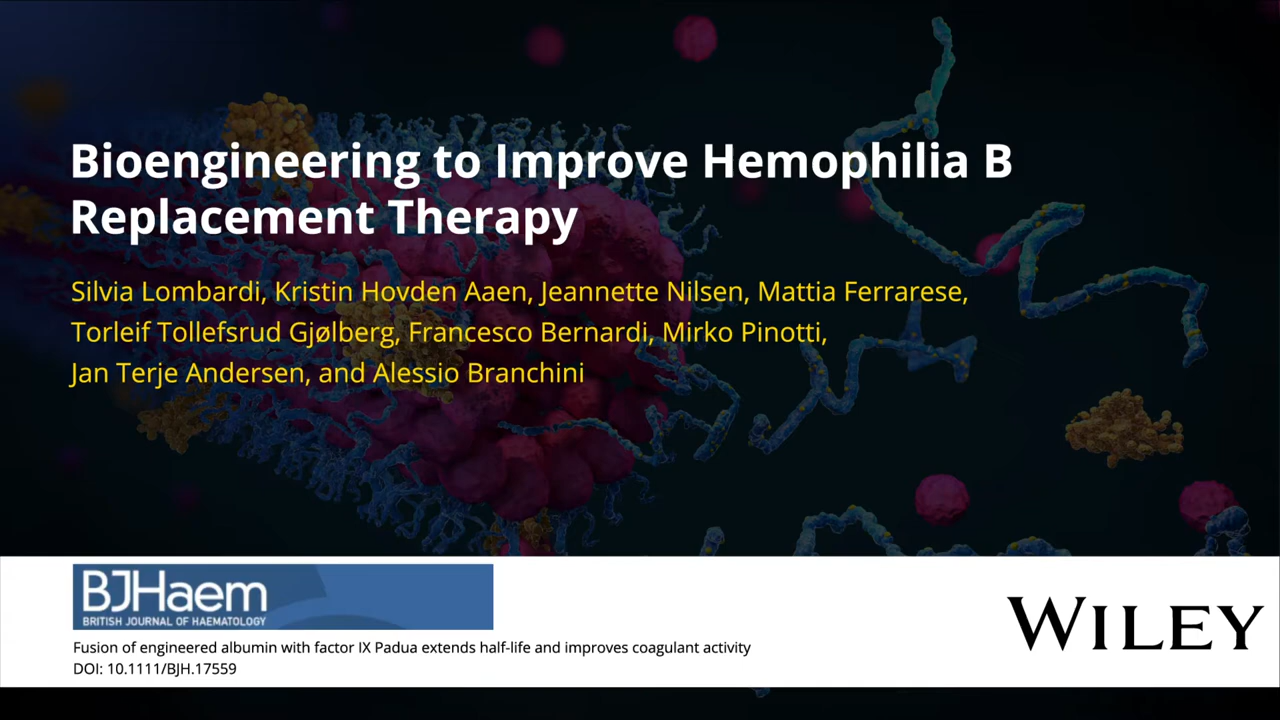 Bioengineering to Improve Hemophilia B
Replacement Therapy
Silvia Lombardi, Kristin Hovden Aaen, Jeannette Nilsen, Mattia Ferrarese,
Torleif Tollefsrud Gjølberg, Francesco Bernardi, Mirko Pinotti,
Jan Terje Andersen, and Alessio Branchini
BJHaem
BRITISH JOURNAL OF HAEMATOLOGY
WILEY
Fusion of engineered albumin with factor IX Padua extends half-life and improves coagulant activity
DOI: 10.1111/BJH.17559